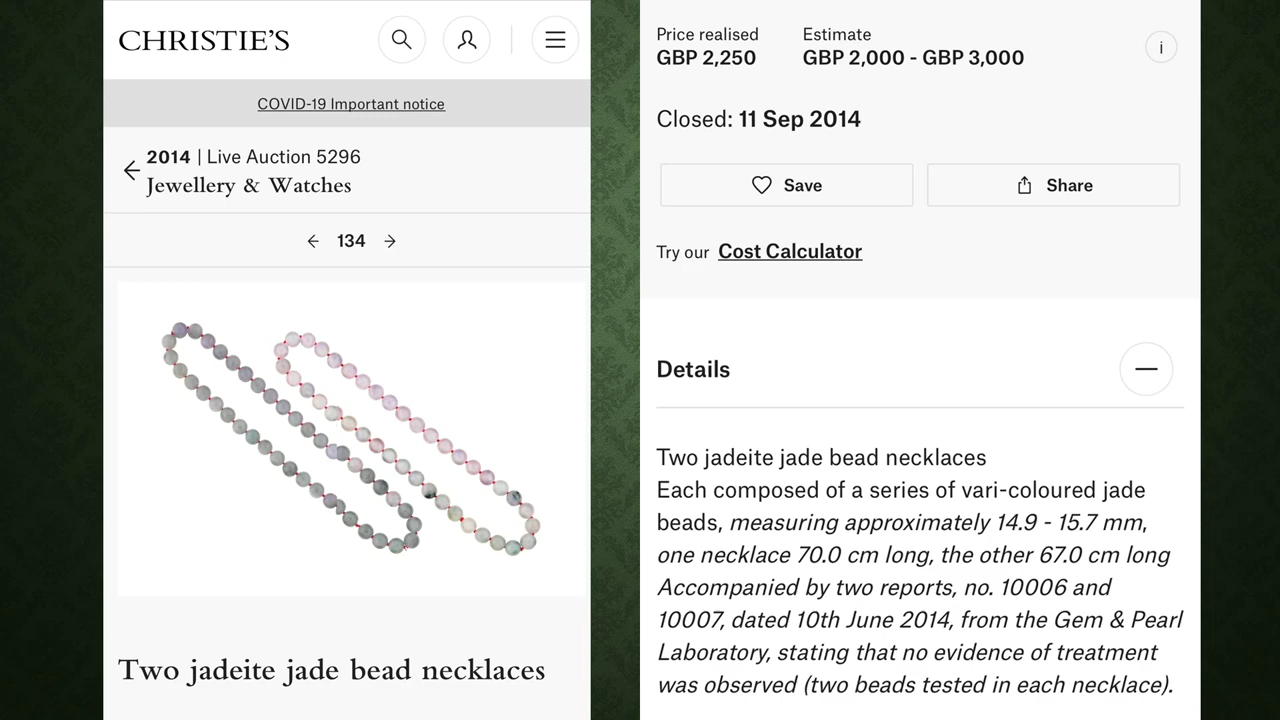 CHRISTIE'S
COVID-19 Important notice
2014 | Live Auction 5296
Jewellery & Watches
134
Two jadeite jade bead necklaces
Price realised
GBP 2,250
Estimate
GBP 2,000 - GBP 3,000
i
Closed: 11 Sep 2014
Save
Share
Try our Cost Calculator
Details
Two jadeite jade bead necklaces
Each composed of a series of vari-coloured jade
beads, measuring approximately 14.9 - 15.7 mm,
one necklace 70.0 cm long, the other 67.0 cm long
Accompanied by two reports, no. 10006 and
10007, dated 10th June 2014, from the Gem & Pearl
Laboratory, stating that no evidence of treatment
was observed (two beads tested in each necklace).